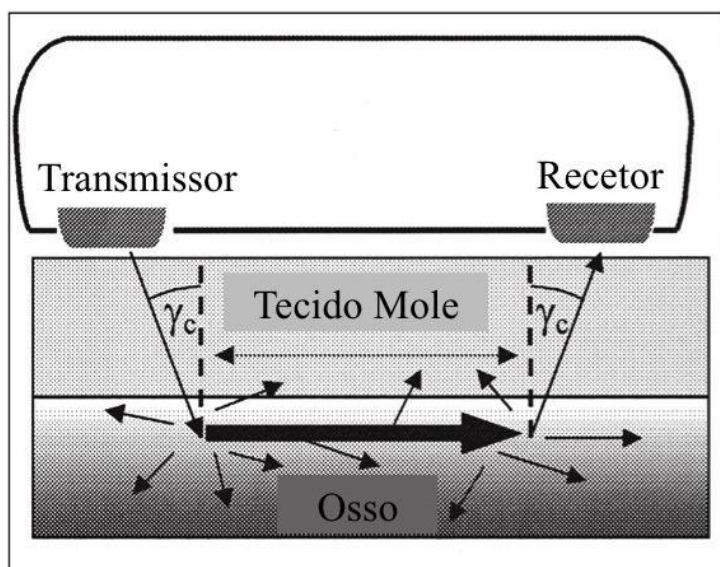 Transmissor
Recetor
Tecido Mole
γc
γc
Osso